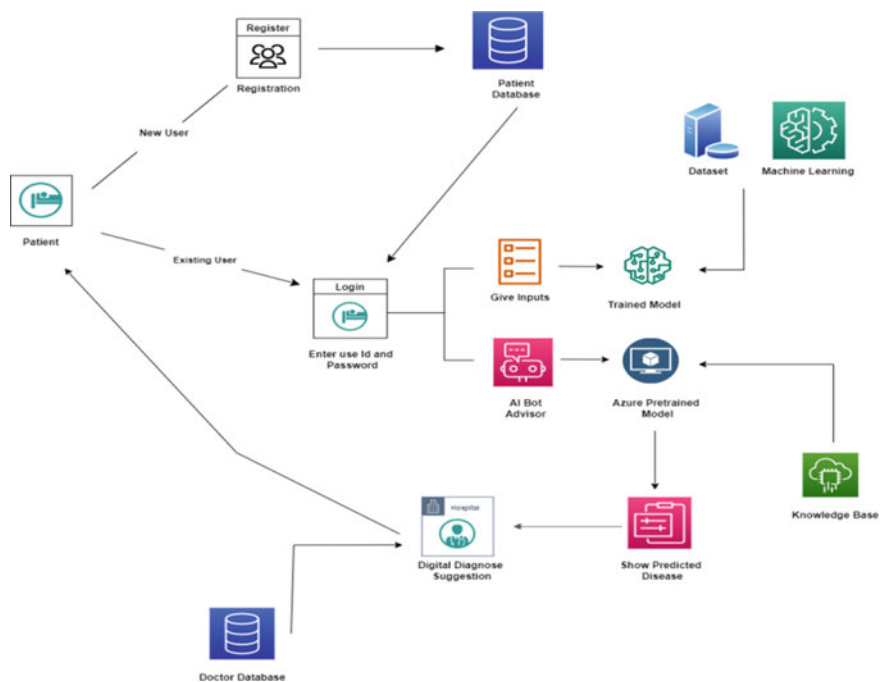 Register
Registration
Patient
Database
New User
Dataset
Machine Learning
Patient
Existing User
Login
Enter use Id and
Password
Give Inputs
Trained Model
AI Bot
Advisor
Azure Pretrained
Model
Knowledge Base
Hospital
Digital Diagnose
Suggestion
Show Predicted
Disease
Doctor Database